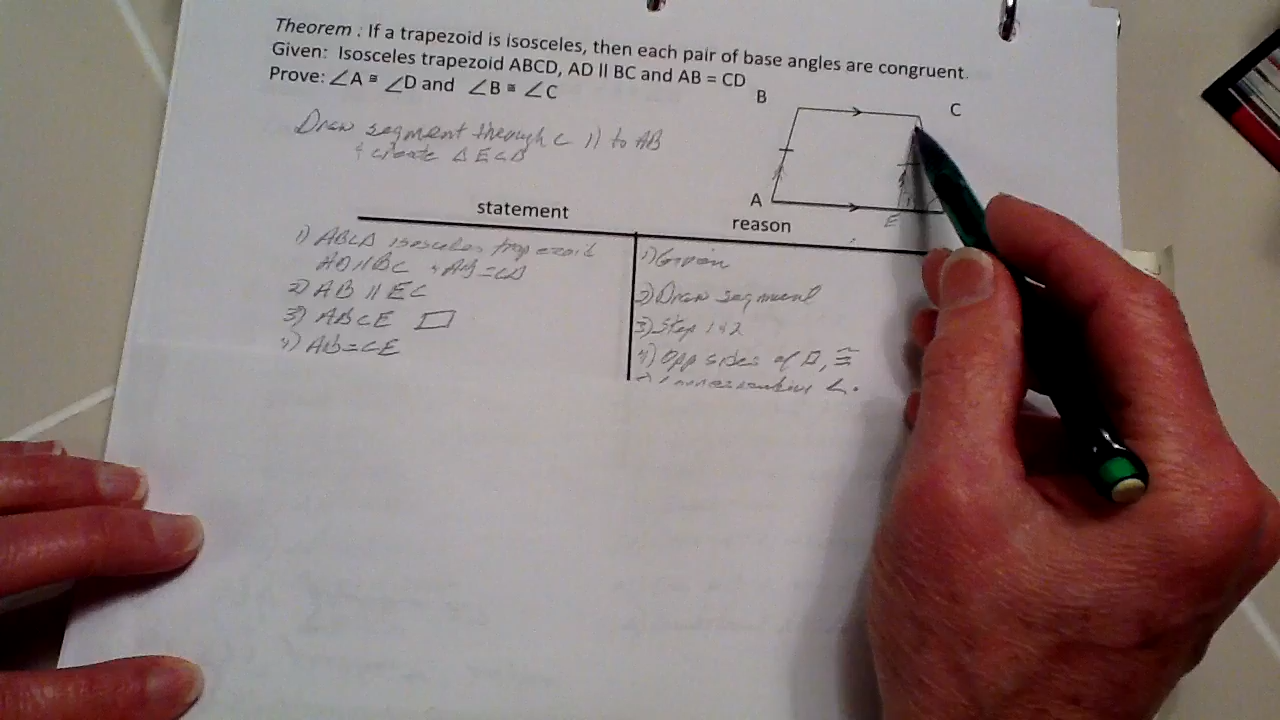 Theorem : If a trapezoid is isosceles, then each pair of base angles are congruent.
Given: Isosceles trapezoid ABCD, AD ll BC and AB = CD
Prove: ∠A ≅ ∠D and ∠B ≅ ∠C
B
C
Draw segment through C || to AB
& create △ECD
A
E
statement
reason
1) ABCD isosceles trapezoid
AD//BC & AB=CD
1) Given
2) AB // EC
2) Draw segment
3) ABCE ▱
3) Step 1 & 2
4) AB=CE
4) Opp sides of ▱, ≅